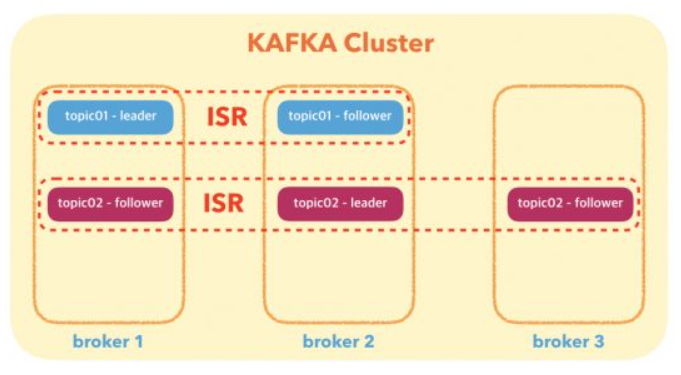 KAFKA Cluster
topic01 - leader
ISR
topic01 - follower
topic02 - follower
ISR
topic02 - leader
topic02 - follower
broker 1
broker 2
broker 3